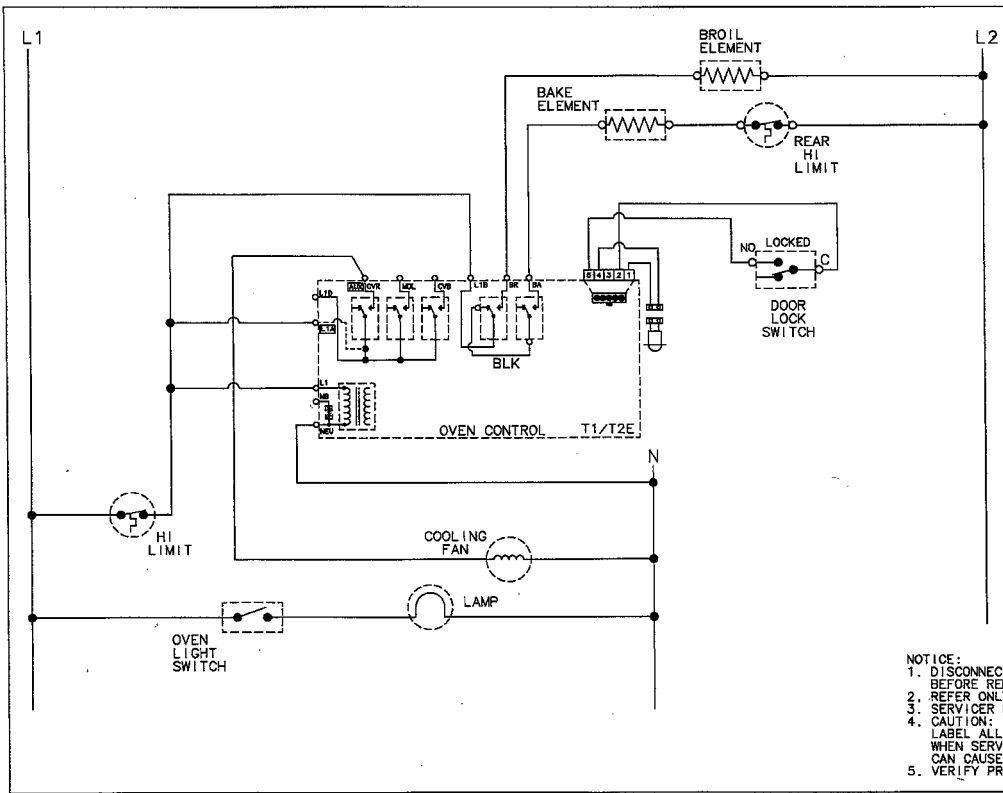 L1
L2
BROIL
ELEMENT
BAKE
ELEMENT
REAR
HI
LIMIT
NO
LOCKED
C
DOOR
LOCK
SWITCH
AUX CVR
MDL
CVB
L1B
BR
BA
5 4 3 2 1
L1D
L1A
BLK
L1
MB
NEU
OVEN CONTROL
T1/T2E
N
HI
LIMIT
COOLING
FAN
LAMP
OVEN
LIGHT
SWITCH
NOTICE:
1. DISCONNEC
BEFORE RE
2. REFER ONL
3. SERVICER
4. CAUTION:
LABEL ALL
WHEN SERV
CAN CAUSE
5. VERIFY PR